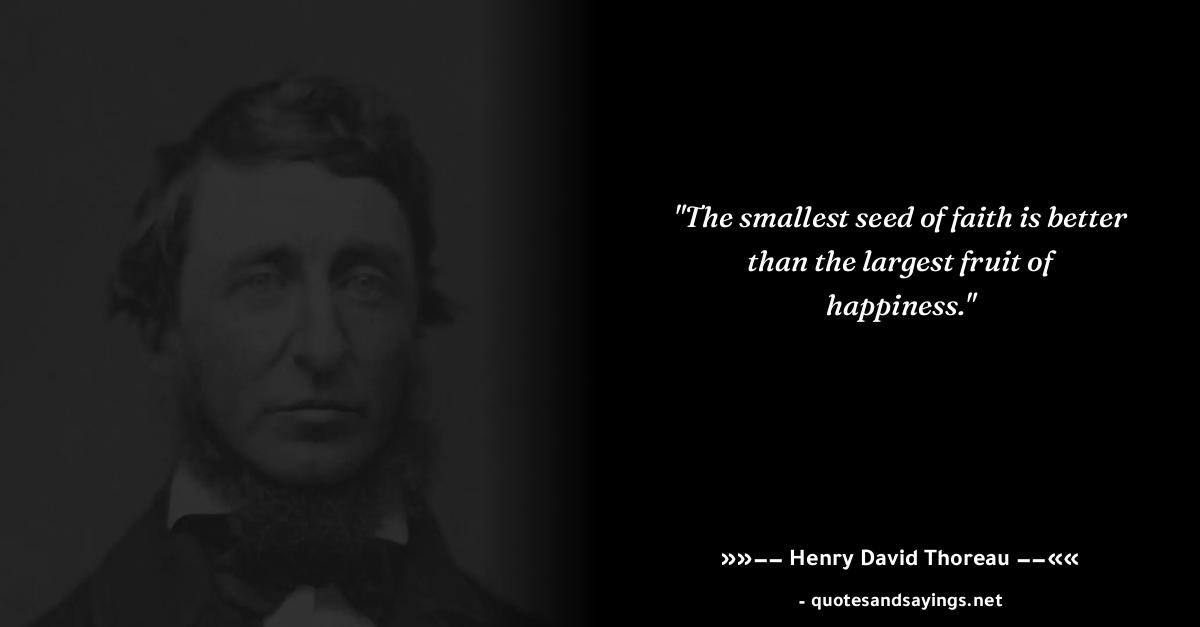 "The smallest seed of faith is better
than the largest fruit of
happiness."
»»−− Henry David Thoreau −−««
- quotesandsayings.net